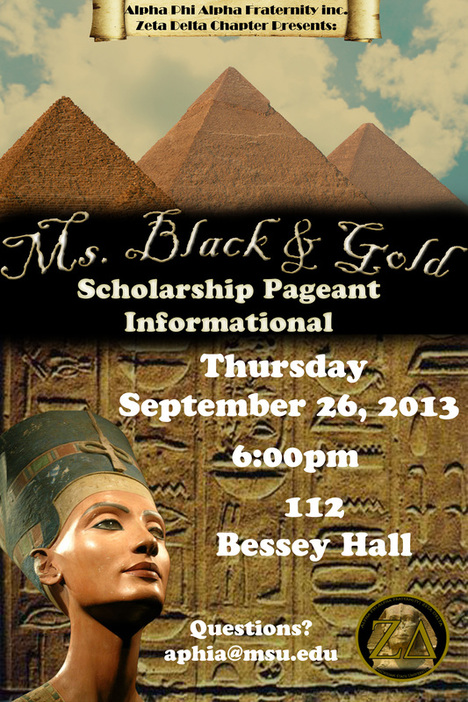 Alpha Phi Alpha Fraternity inc.
Zeta Delta Chapter Presents:
Ms. Black & Gold
Scholarship Pageant
Informational
Thursday
September 26, 2013
6:00pm
112
Bessey Hall
Questions?
aphia@msu.edu
ΖΔ